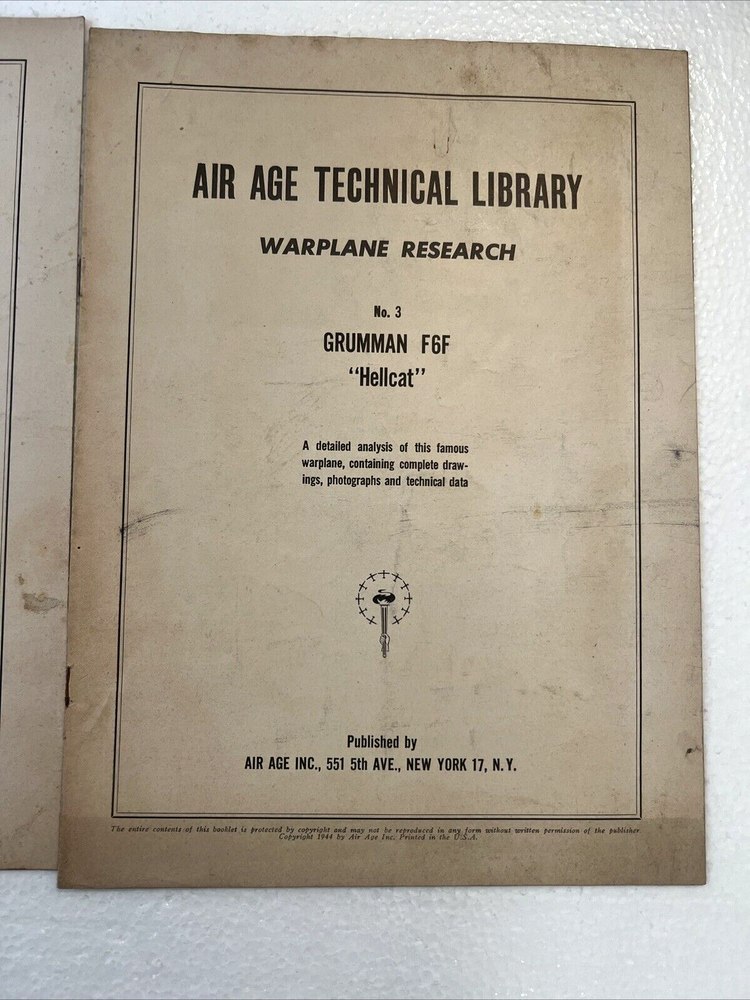 AIR AGE TECHNICAL LIBRARY
WARPLANE RESEARCH
No. 3
GRUMMAN F6F
"Hellcat"
A detailed analysis of this famous
warplane, containing complete draw-
ings, photographs and technical data
Published by
AIR AGE INC., 551 5th AVE., NEW YORK 17, N.Y.
The entire contents of this booklet is protected by copyright and may not be reproduced in any form without written permission of the publisher.
Copyright 1944 by Air Age Inc. Printed in the U.S.A.